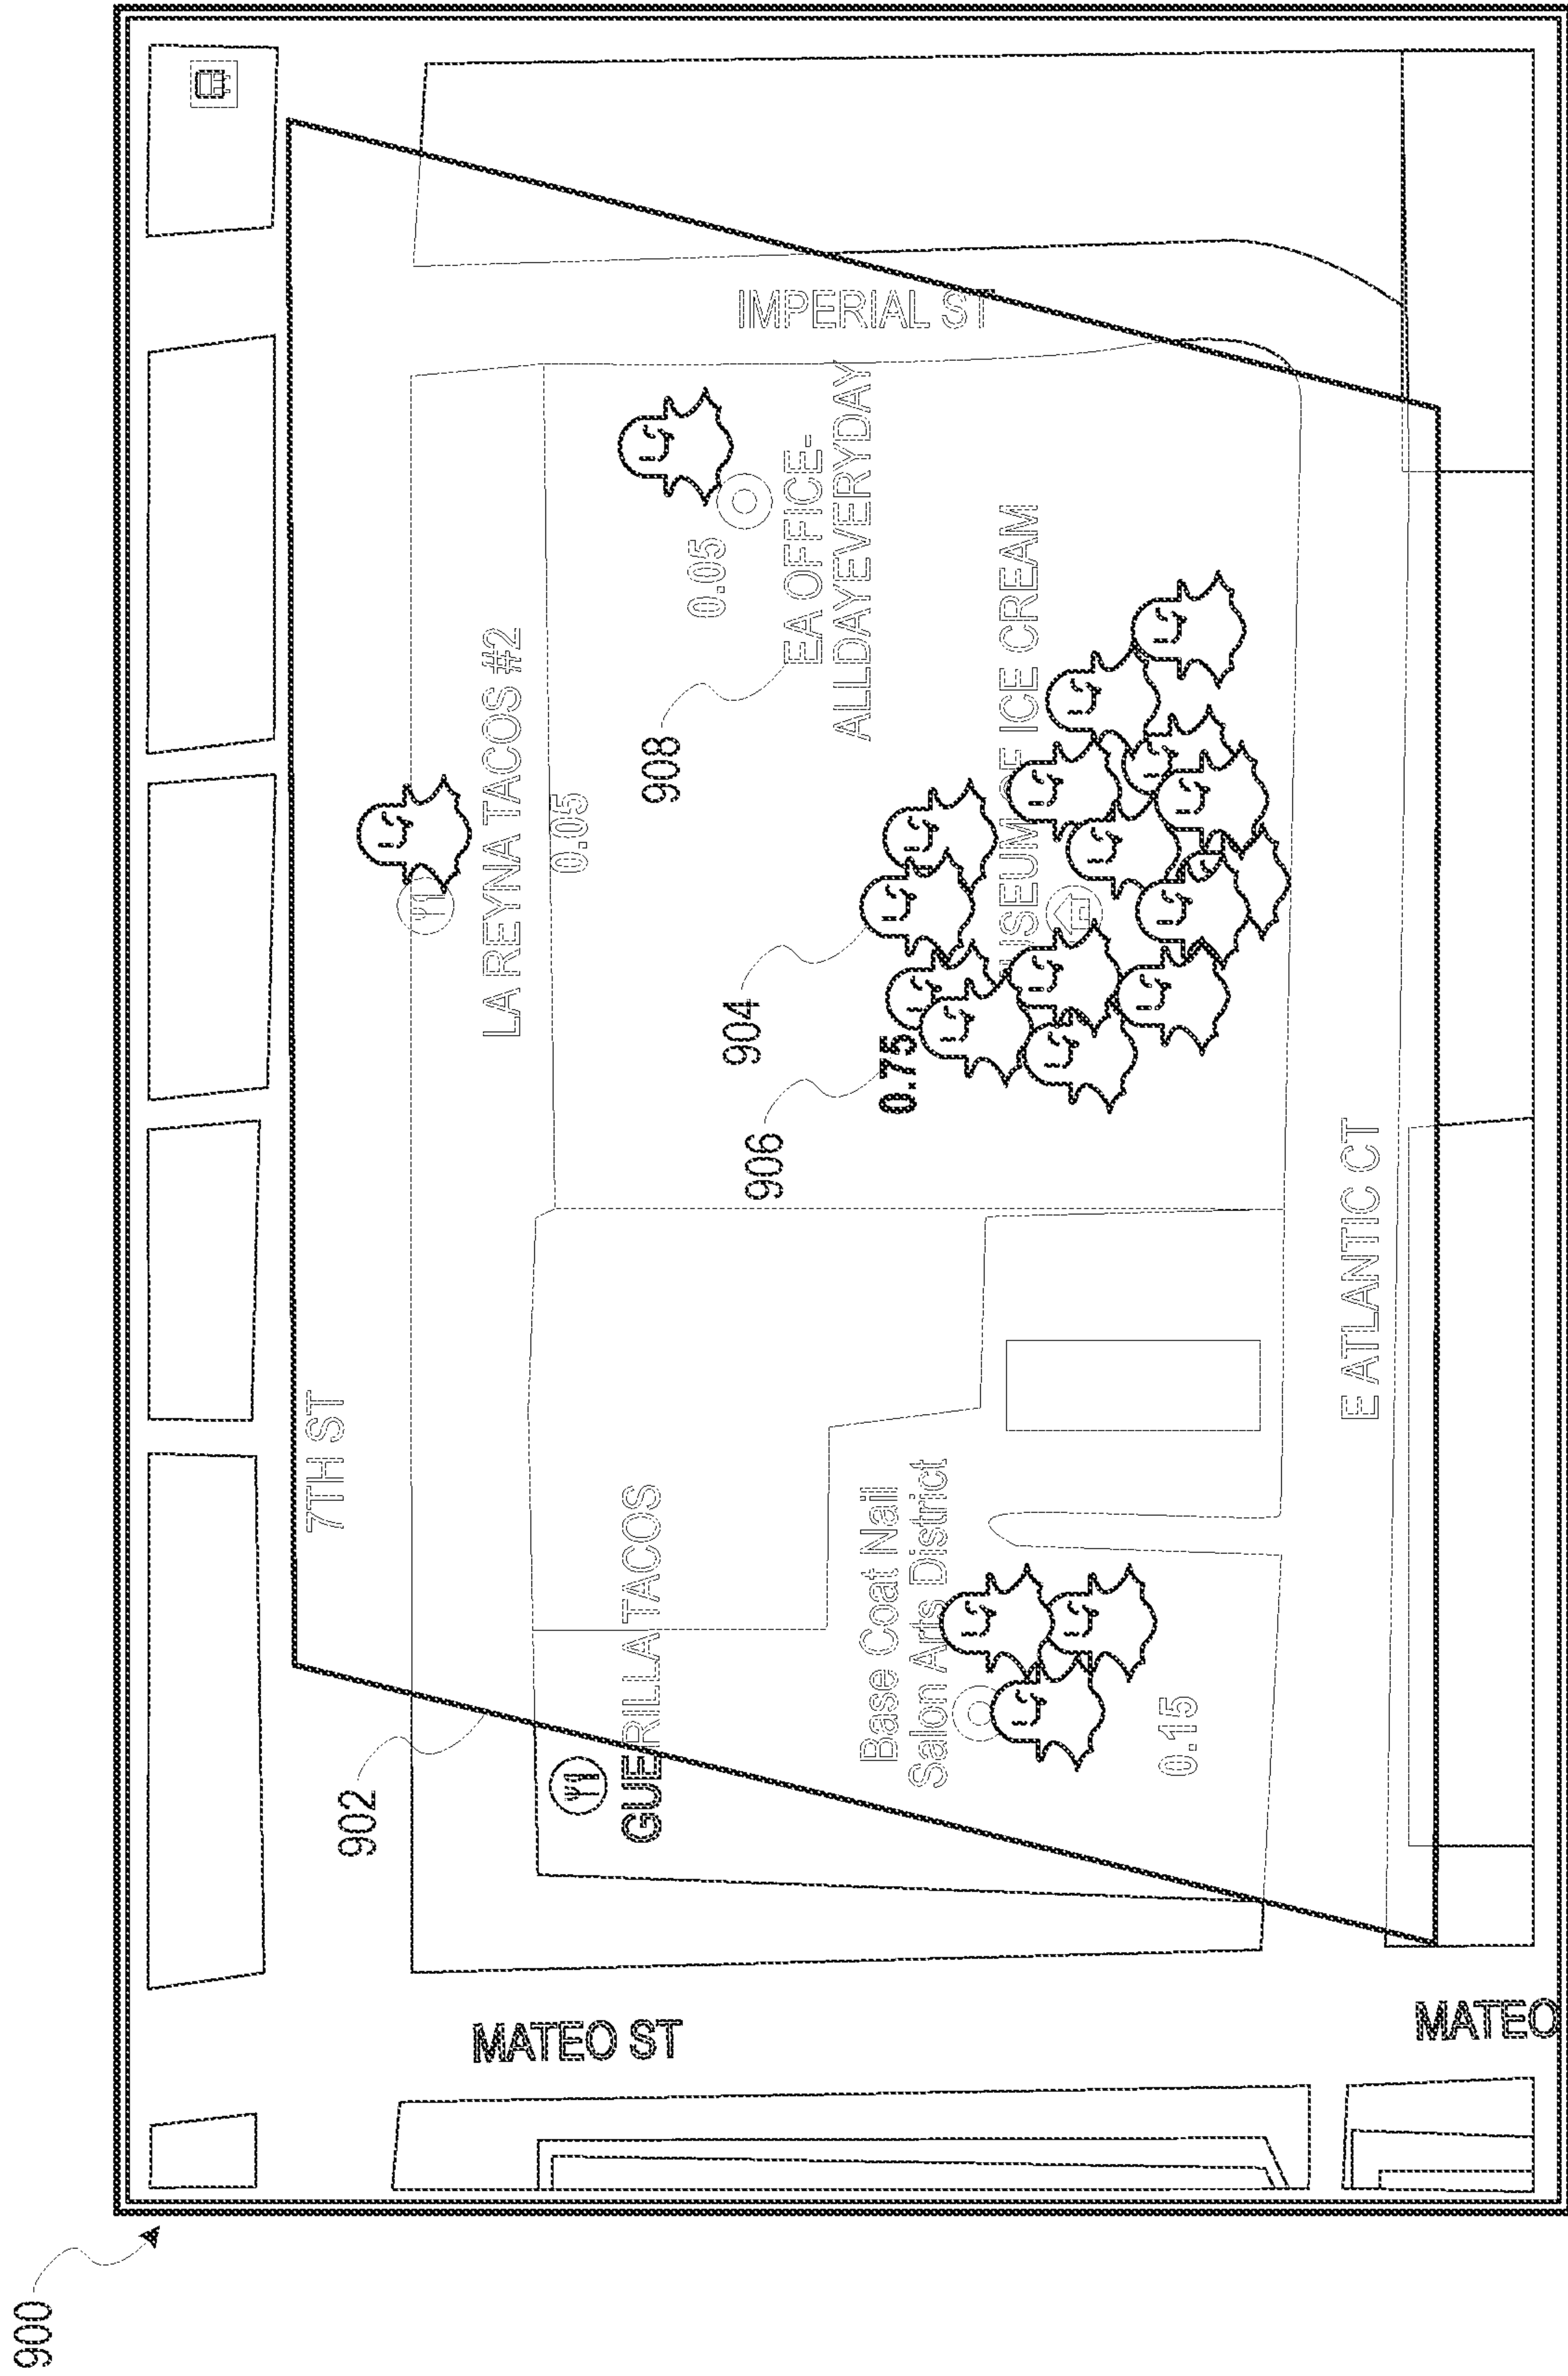 900
7TH ST
902
LA REYNA TACOS #2
MATEO ST
0.05
GUERILLA TACOS
908
0.05
904
906
IMPERIAL ST
EA OFFICE-
ALLDAYEVERYDAY
Base Coat Nail
Salon Arts District
0.75
MUSEUM OF ICE CREAM
0.15
E ATLANTIC CT
MATEO